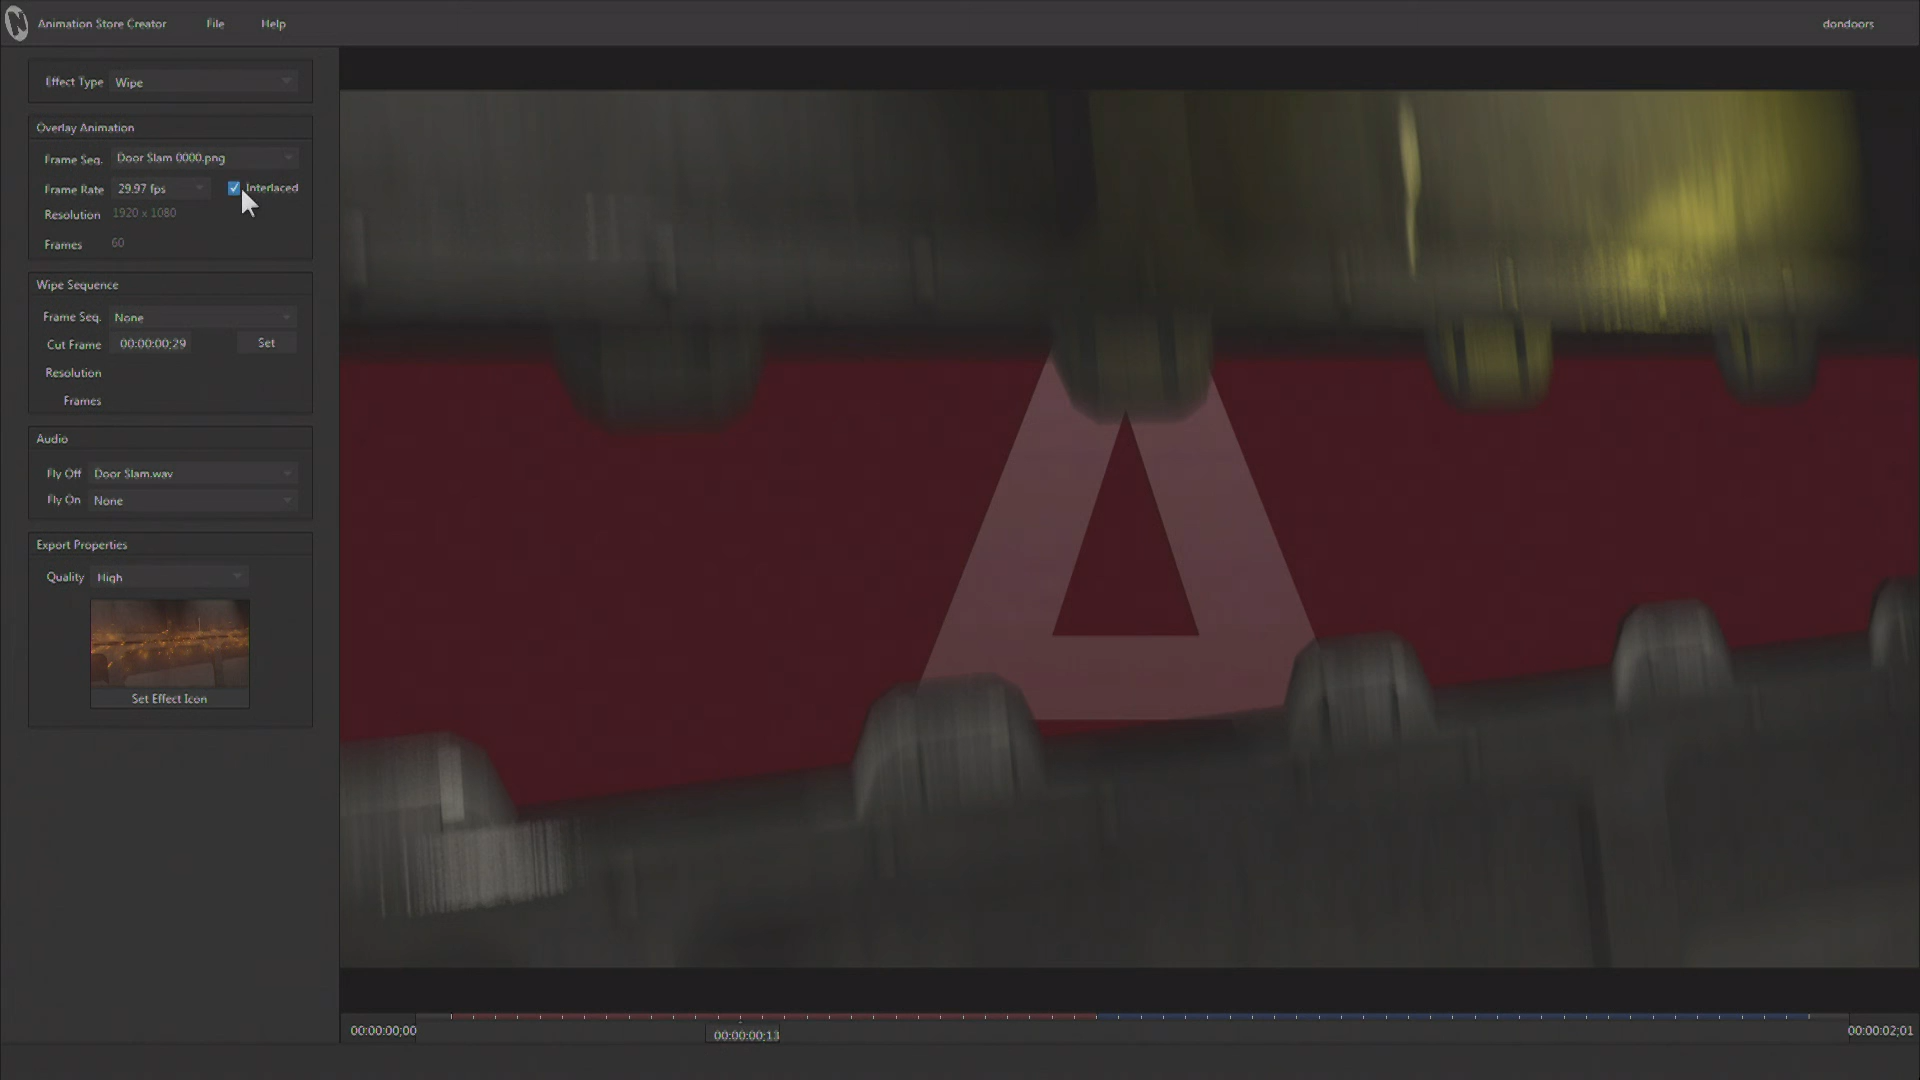 Animation Store Creator File Help dondoors
Effect Type Wipe
Overlay Animation
Frame Seq. Door Slam 0000.png
Frame Rate 29.97 fps Interlaced
Resolution 1920 x 1080
Frames 60
Wipe Sequence
Frame Seq. None
Cut Frame 00:00:00;29 Set
Resolution
Frames
Audio
Fly Off Door Slam.wav
Fly On None
Export Properties
Quality High
Set Effect Icon
A
00:00:00;00 00:00:00;13 00:00:02;01